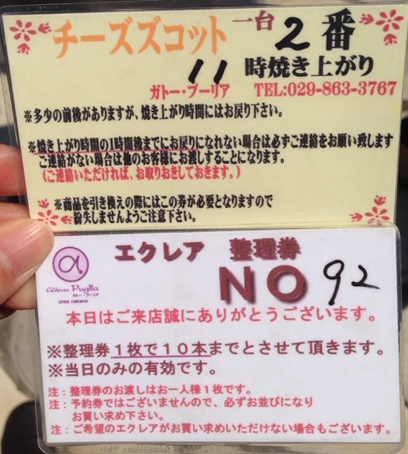 チーズズコット 一台 2番
11時焼き上がり
ガトー・プーリア TEL:029-863-3767
※多少の前後がありますが、焼き上がり時間にはお戻り下さい。
※焼き上がり時間の1時間後までにお戻りになれない場合は必ずご連絡をお願い致します
ご連絡がない場合は他のお客様にお渡しすることになります。
(ご連絡いただければ、お取りおきしておきます。)
※商品を引き換えの際にはこの券が必要となりますので
紛失しませんようご注意下さい。
エクレア 整理券
NO 92
Gâteau Puglia
ガトー・プーリア
本日はご来店誠にありがとうございます。
※整理券1枚で10本までとさせて頂きます。
※当日のみの有効です。
注：整理券のお渡しはお一人様1枚です。
注：予約券ではございませんので、必ずお並びになり
お買い求め下さい。
注：ご希望のエクレアがお買い求めいただけない場合もございます。